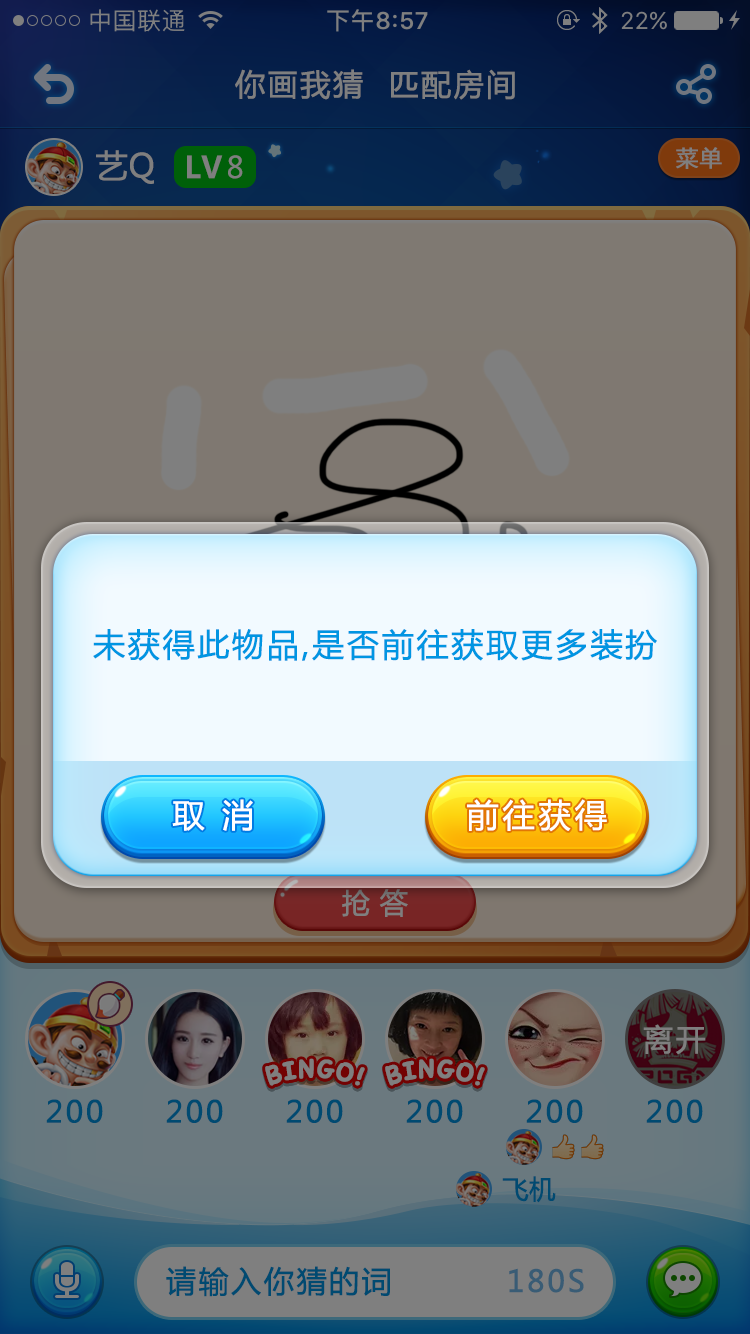 中国联通
下午8:57
22%
你画我猜 匹配房间
艺Q LV8
菜单
未获得此物品,是否前往获取更多装扮
取 消
前往获得
抢 答
BINGO! BINGO! 离开
200 200 200 200 200 200
飞机
请输入你猜的词 180S